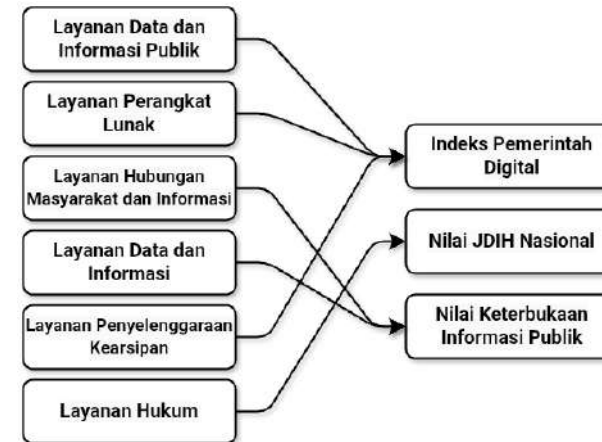 Layanan Data dan
Informasi Publik
Layanan Perangkat
Lunak
Layanan Hubungan
Masyarakat dan Informasi
Layanan Data dan
Informasi
Layanan Penyelenggaraan
Kearsipan
Layanan Hukum
Indeks Pemerintah
Digital
Nilai JDIH Nasional
Nilai Keterbukaan
Informasi Publik